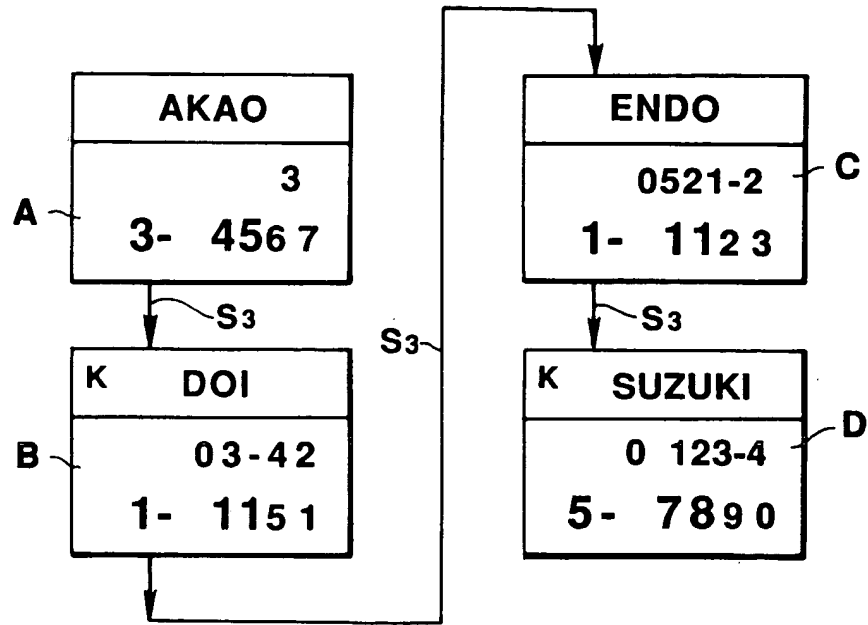 AKAO
3
3- 4567
A
S3
K DOI
03-42
1- 1151
B
S3
ENDO
0521-2
1- 1123
C
S3
K SUZUKI
0 123-4
5- 7890
D